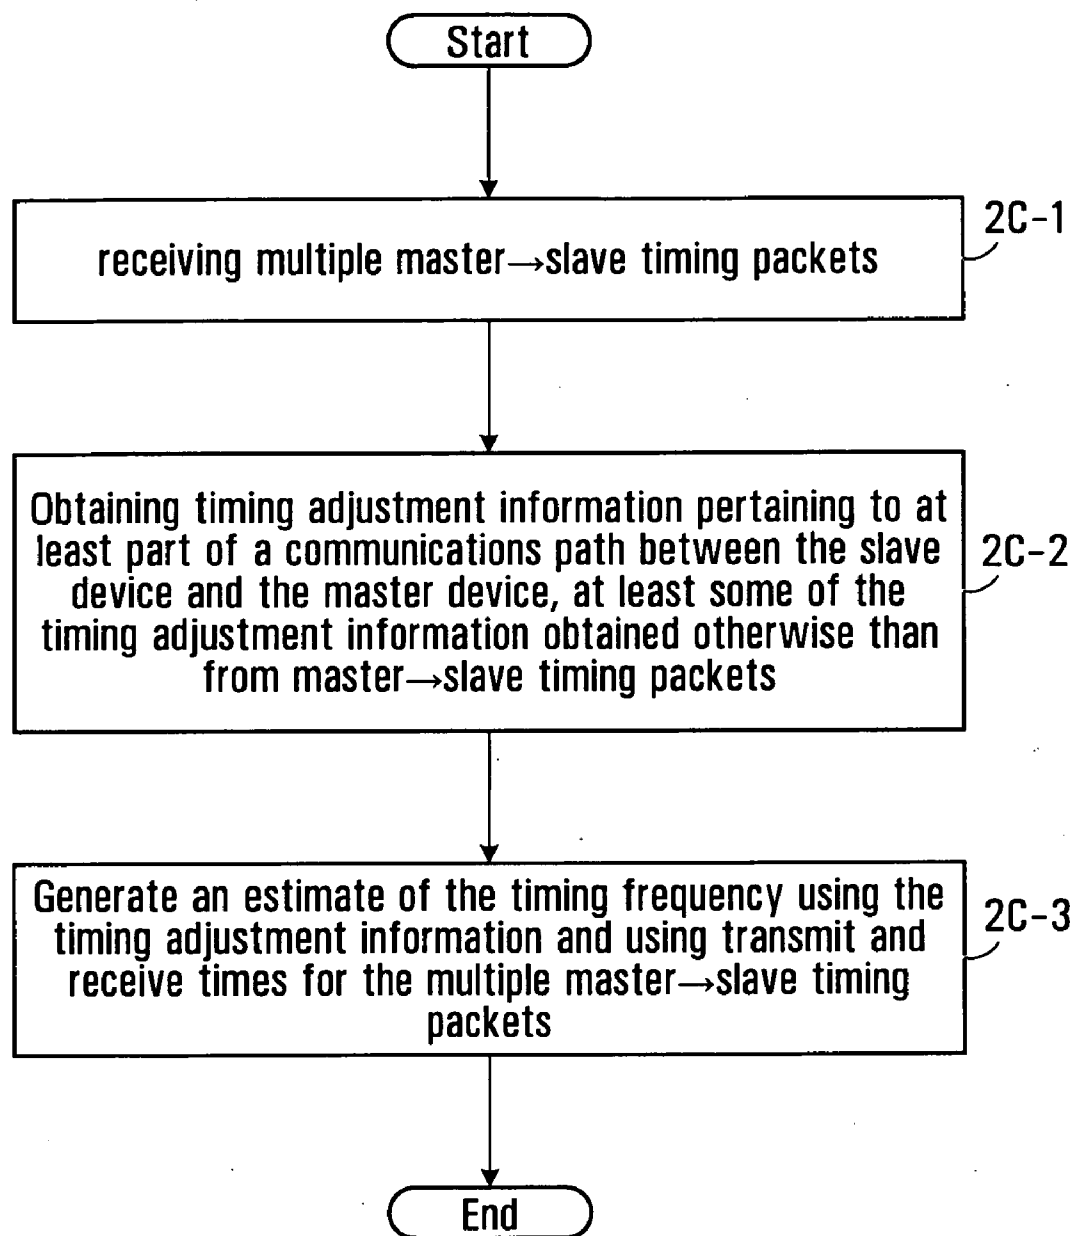 Start
receiving multiple master→slave timing packets
2C-1
Obtaining timing adjustment information pertaining to at
least part of a communications path between the slave
device and the master device, at least some of the
timing adjustment information obtained otherwise than
from master→slave timing packets
2C-2
Generate an estimate of the timing frequency using the
timing adjustment information and using transmit and
receive times for the multiple master→slave timing
packets
2C-3
End